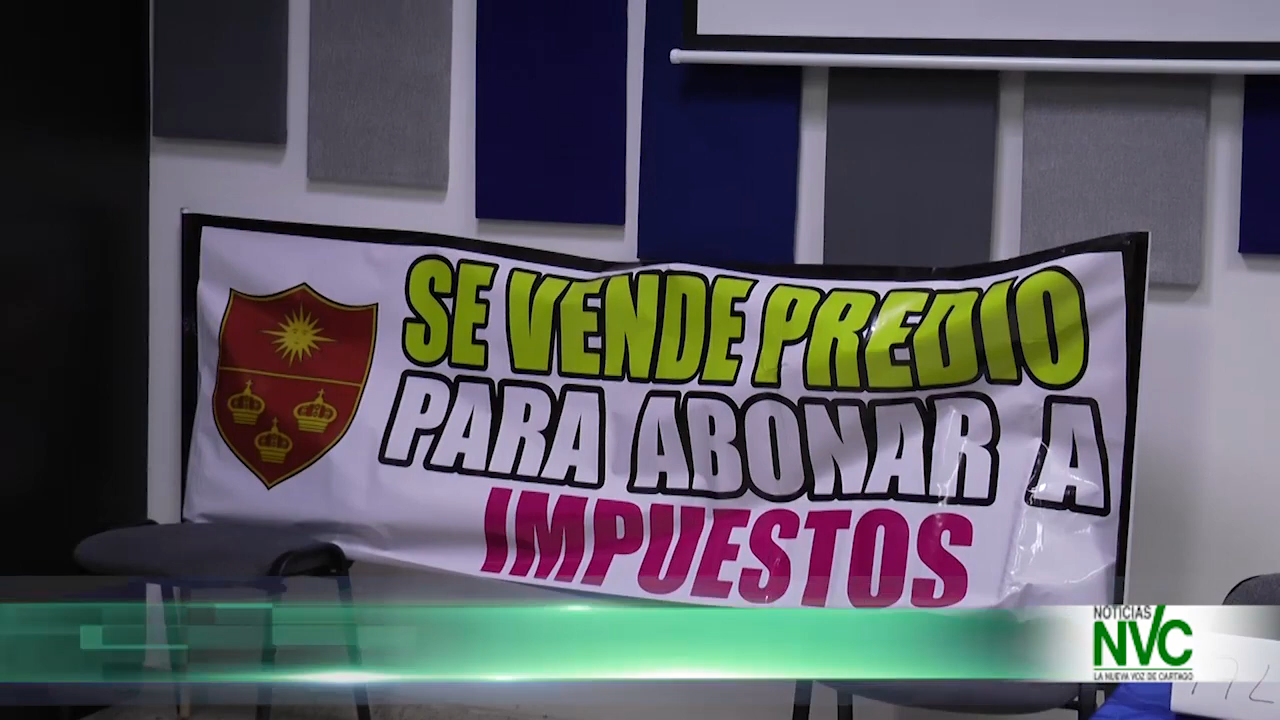 SE VENDE PREDIO
PARA ABONAR A
IMPUESTOS
NOTICIAS
NVC
LA NUEVA VOZ DE CARTAGO